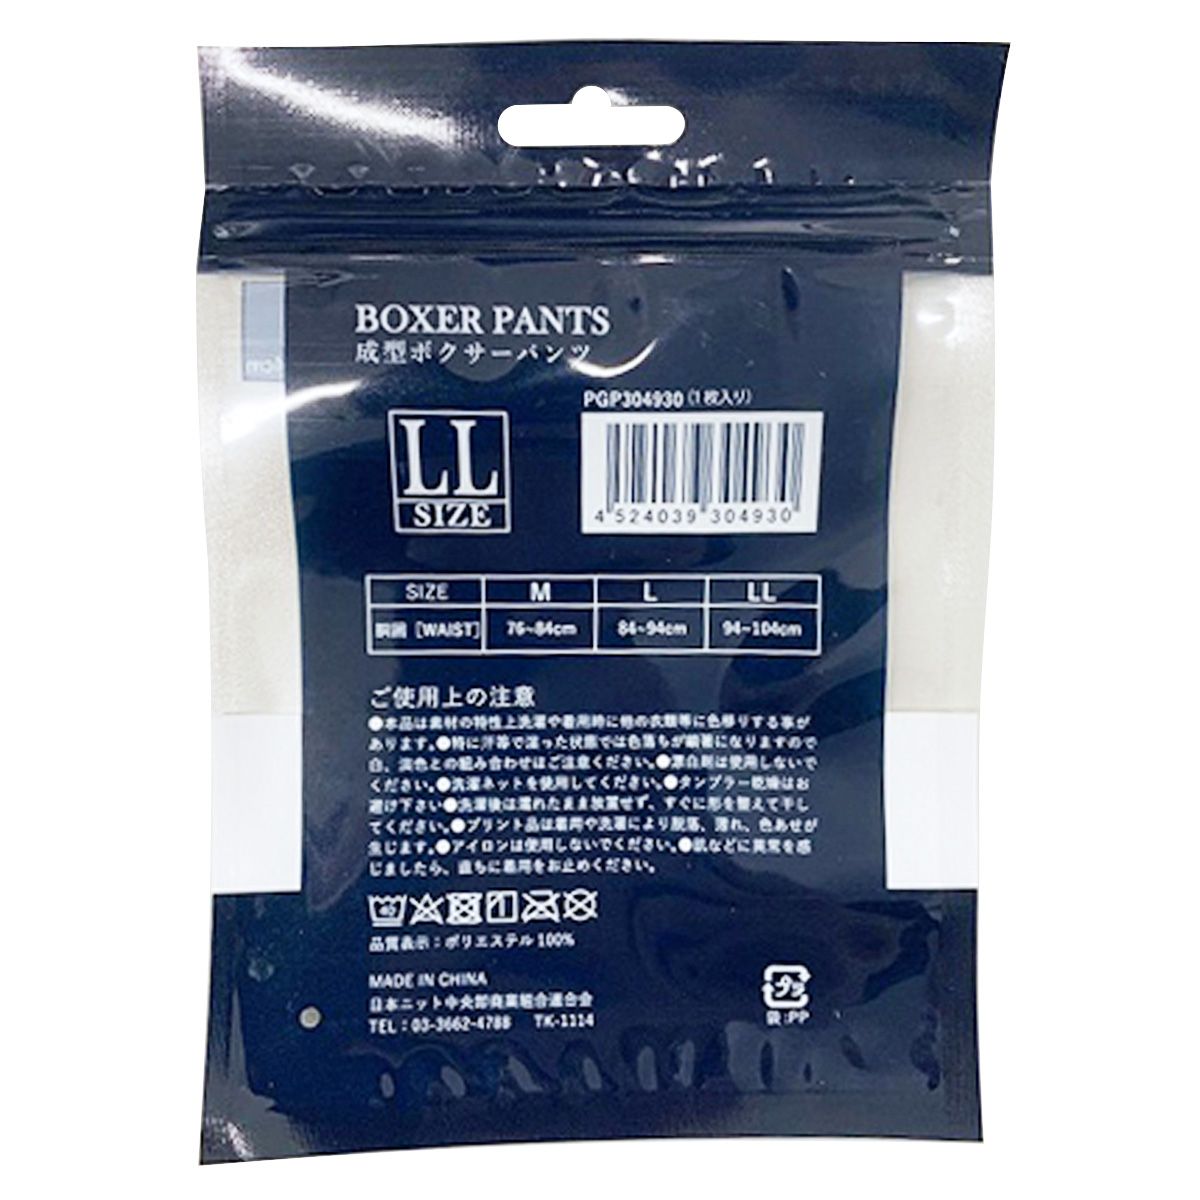 BOXER PANTS
成型ボクサーパンツ
PGP304930（1枚入り）
LL
SIZE
4 524039 304930
SIZE M L LL
胴囲［WAIST］ 76~84cm 84~94cm 94~104cm
ご使用上の注意
●本品は素材の特性上洗濯や着用時に他の衣類等に色移りする事が
あります。●特に汗等で湿った状態では色落ちが顕著になりますので
白、淡色との組み合わせはご注意ください。●漂白剤は使用しないで
ください。●洗濯ネットを使用してください。●タンブラー乾燥はお
避け下さい●洗濯後は濡れたまま放置せず、すぐに形を整えて干し
てください。●プリント品は着用や洗濯により脱落、薄れ、色あせが
生じます。●アイロンは使用しないでください。●肌などに異常を感
じましたら、直ちに着用をお止めください。
40
品質表示：ポリエステル100%
MADE IN CHINA
日本ニット中央卸商業組合連合会
TEL：03-3662-4788 TK-1114
プラ
袋:PP